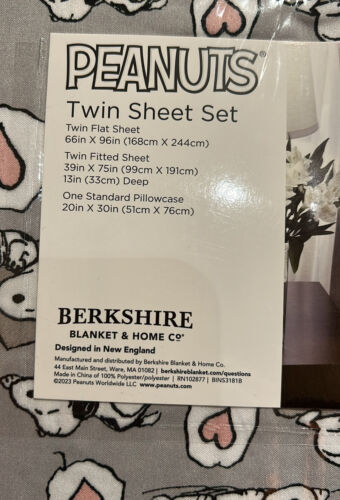 PEANUTS®
Twin Sheet Set
Twin Flat Sheet
66in X 96in (168cm X 244cm)
Twin Fitted Sheet
39in X 75in (99cm X 191cm)
13in (33cm) Deep
One Standard Pillowcase
20in X 30in (51cm X 76cm)
BERKSHIRE
BLANKET & HOME Cº®
Designed in New England
Manufactured and distributed by Berkshire Blanket & Home Co.
44 East Main Street, Ware, MA 01082 | berkshireblanket.com/questions
Made in China of 100% Polyester/polyester | RN102877 | BINS3181B
©2023 Peanuts Worldwide LLC www.peanuts.com